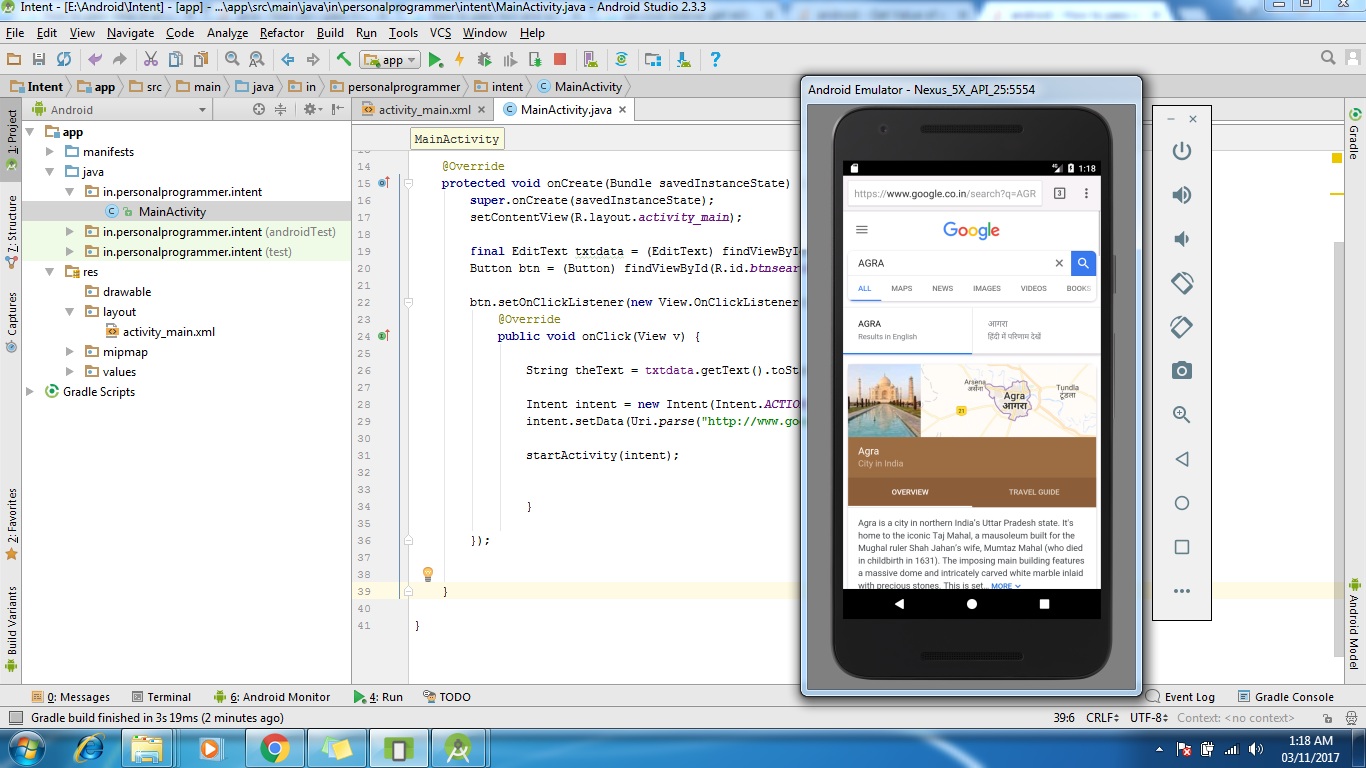 Intent - [E:\Android\Intent] - [app] - ...\app\src\main\java\in\personalprogrammer\intent\MainActivity.java - Android Studio 2.3.3
File Edit View Navigate Code Analyze Refactor Build Run Tools VCS Window Help
app
Intent app src main java in personalprogrammer intent MainActivity
Android
activity_main.xml MainActivity.java
1: Project
7: Structure
Captures
2: Favorites
Build Variants
app
manifests
java
in.personalprogrammer.intent
MainActivity
in.personalprogrammer.intent (androidTest)
in.personalprogrammer.intent (test)
res
drawable
layout
activity_main.xml
mipmap
values
Gradle Scripts
MainActivity
14 @Override
15 protected void onCreate(Bundle savedInstanceState)
16 super.onCreate(savedInstanceState);
17 setContentView(R.layout.activity_main);
18
19 final EditText txtdata = (EditText) findViewById
20 Button btn = (Button) findViewById(R.id.btnsear
21
22 btn.setOnClickListener(new View.OnClickListener
23 @Override
24 public void onClick(View v) {
25
26 String theText = txtdata.getText().toSt
27
28 Intent intent = new Intent(Intent.ACTIO
29 intent.setData(Uri.parse("http://www.go
30
31 startActivity(intent);
32
33
34 }
35
36 });
37
38
39 }
40
41 }
Android Emulator - Nexus_5X_API_25:5554
1:18
https://www.google.co.in/search?q=AGR 3
Google
AGRA
ALL MAPS NEWS IMAGES VIDEOS BOOKS
AGRA
Results in English
आगरा
हिंदी में परिणाम देखें
Arsena
अर्सेना
Agra
आगरा
21
Tundla
टूंडला
Agra
City in India
OVERVIEW TRAVEL GUIDE
Agra is a city in northern India's Uttar Pradesh state. It's
home to the iconic Taj Mahal, a mausoleum built for the
Mughal ruler Shah Jahan's wife, Mumtaz Mahal (who died
in childbirth in 1631). The imposing main building features
a massive dome and intricately carved white marble inlaid
with precious stones. This is set... MORE
Gradle
Android Model
0: Messages Terminal 6: Android Monitor 4: Run TODO Event Log Gradle Console
Gradle build finished in 3s 19ms (2 minutes ago) 39:6 CRLF UTF-8 Context: <no context>
1:18 AM
03/11/2017